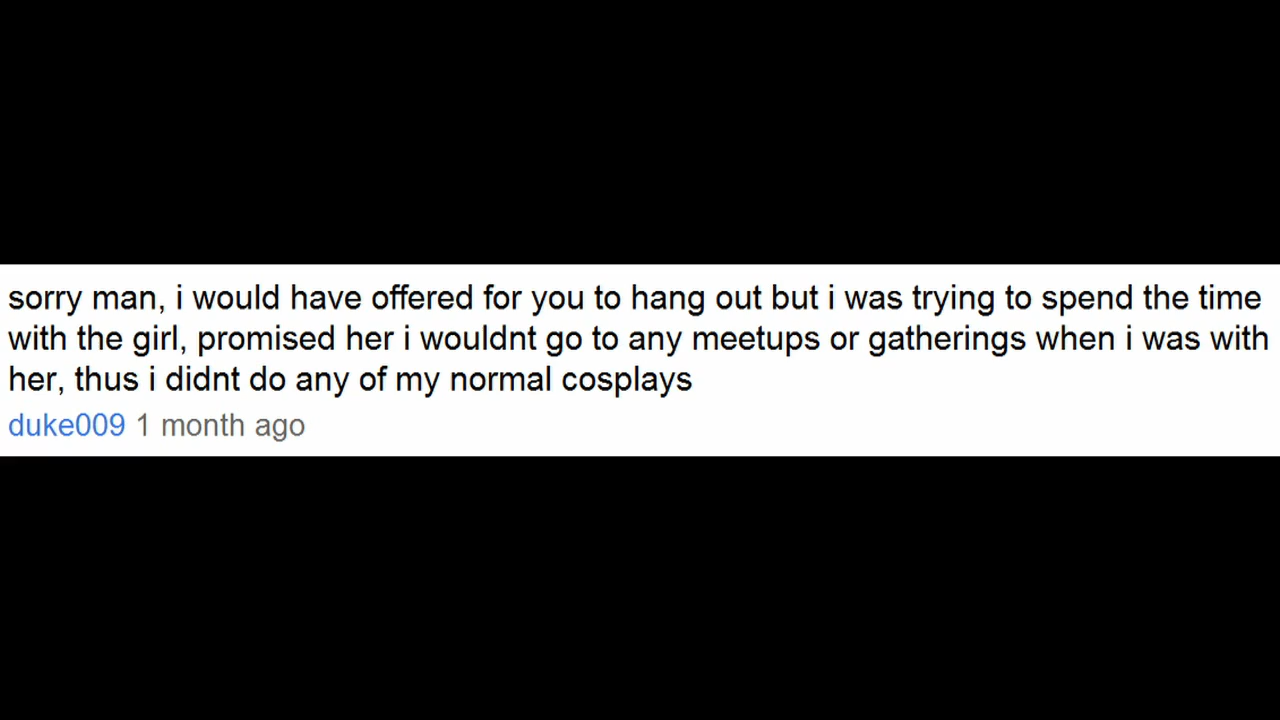 sorry man, i would have offered for you to hang out but i was trying to spend the time
with the girl, promised her i wouldnt go to any meetups or gatherings when i was with
her, thus i didnt do any of my normal cosplays
duke009 1 month ago